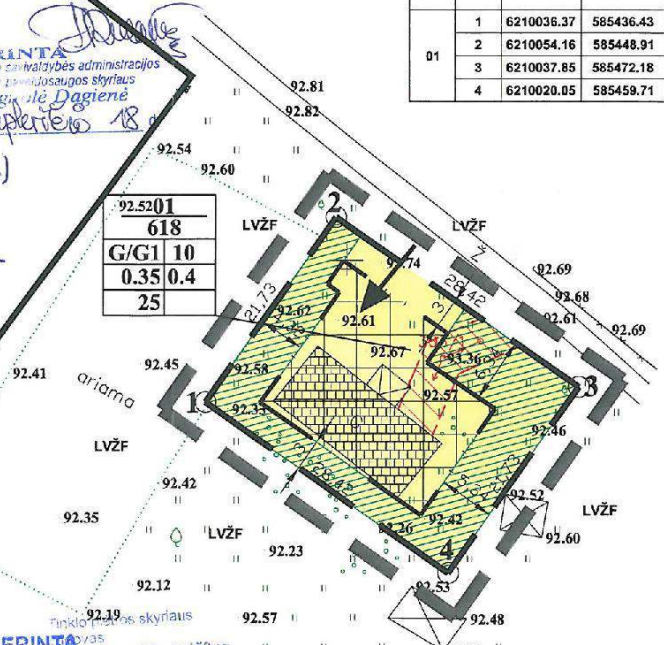 1 6210036.37 585436.43
01 2 6210054.16 585448.91
3 6210037.85 585472.18
4 6210020.05 585459.71
RINTA
savivaldybės administracijos
paveldosaugos skyriaus
Dagienė
18 d
92.81
92.82
92.54
92.60
92.52 01
618
G/G1 10
0.35 0.4
25
LVŽF
2
LVŽF
92.69
92.68
92.61
92.69
28,42
21,73
92.62
92.61
92.67
93.36
92.41
92.45
ariama
92.58
92.57
3
1
92.33
92.46
LVŽF
92.42
92.52
LVŽF
92.35
92.42
LVŽF
92.60
92.23
4
92.12
92.53
92.19
92.57
92.48
Tinklo plėtros skyriaus